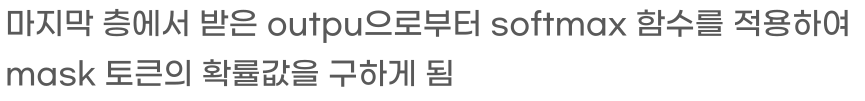 마지막 층에서 받은 outpu으로부터 softmax 함수를 적용하여
mask 토큰의 확률값을 구하게 됨